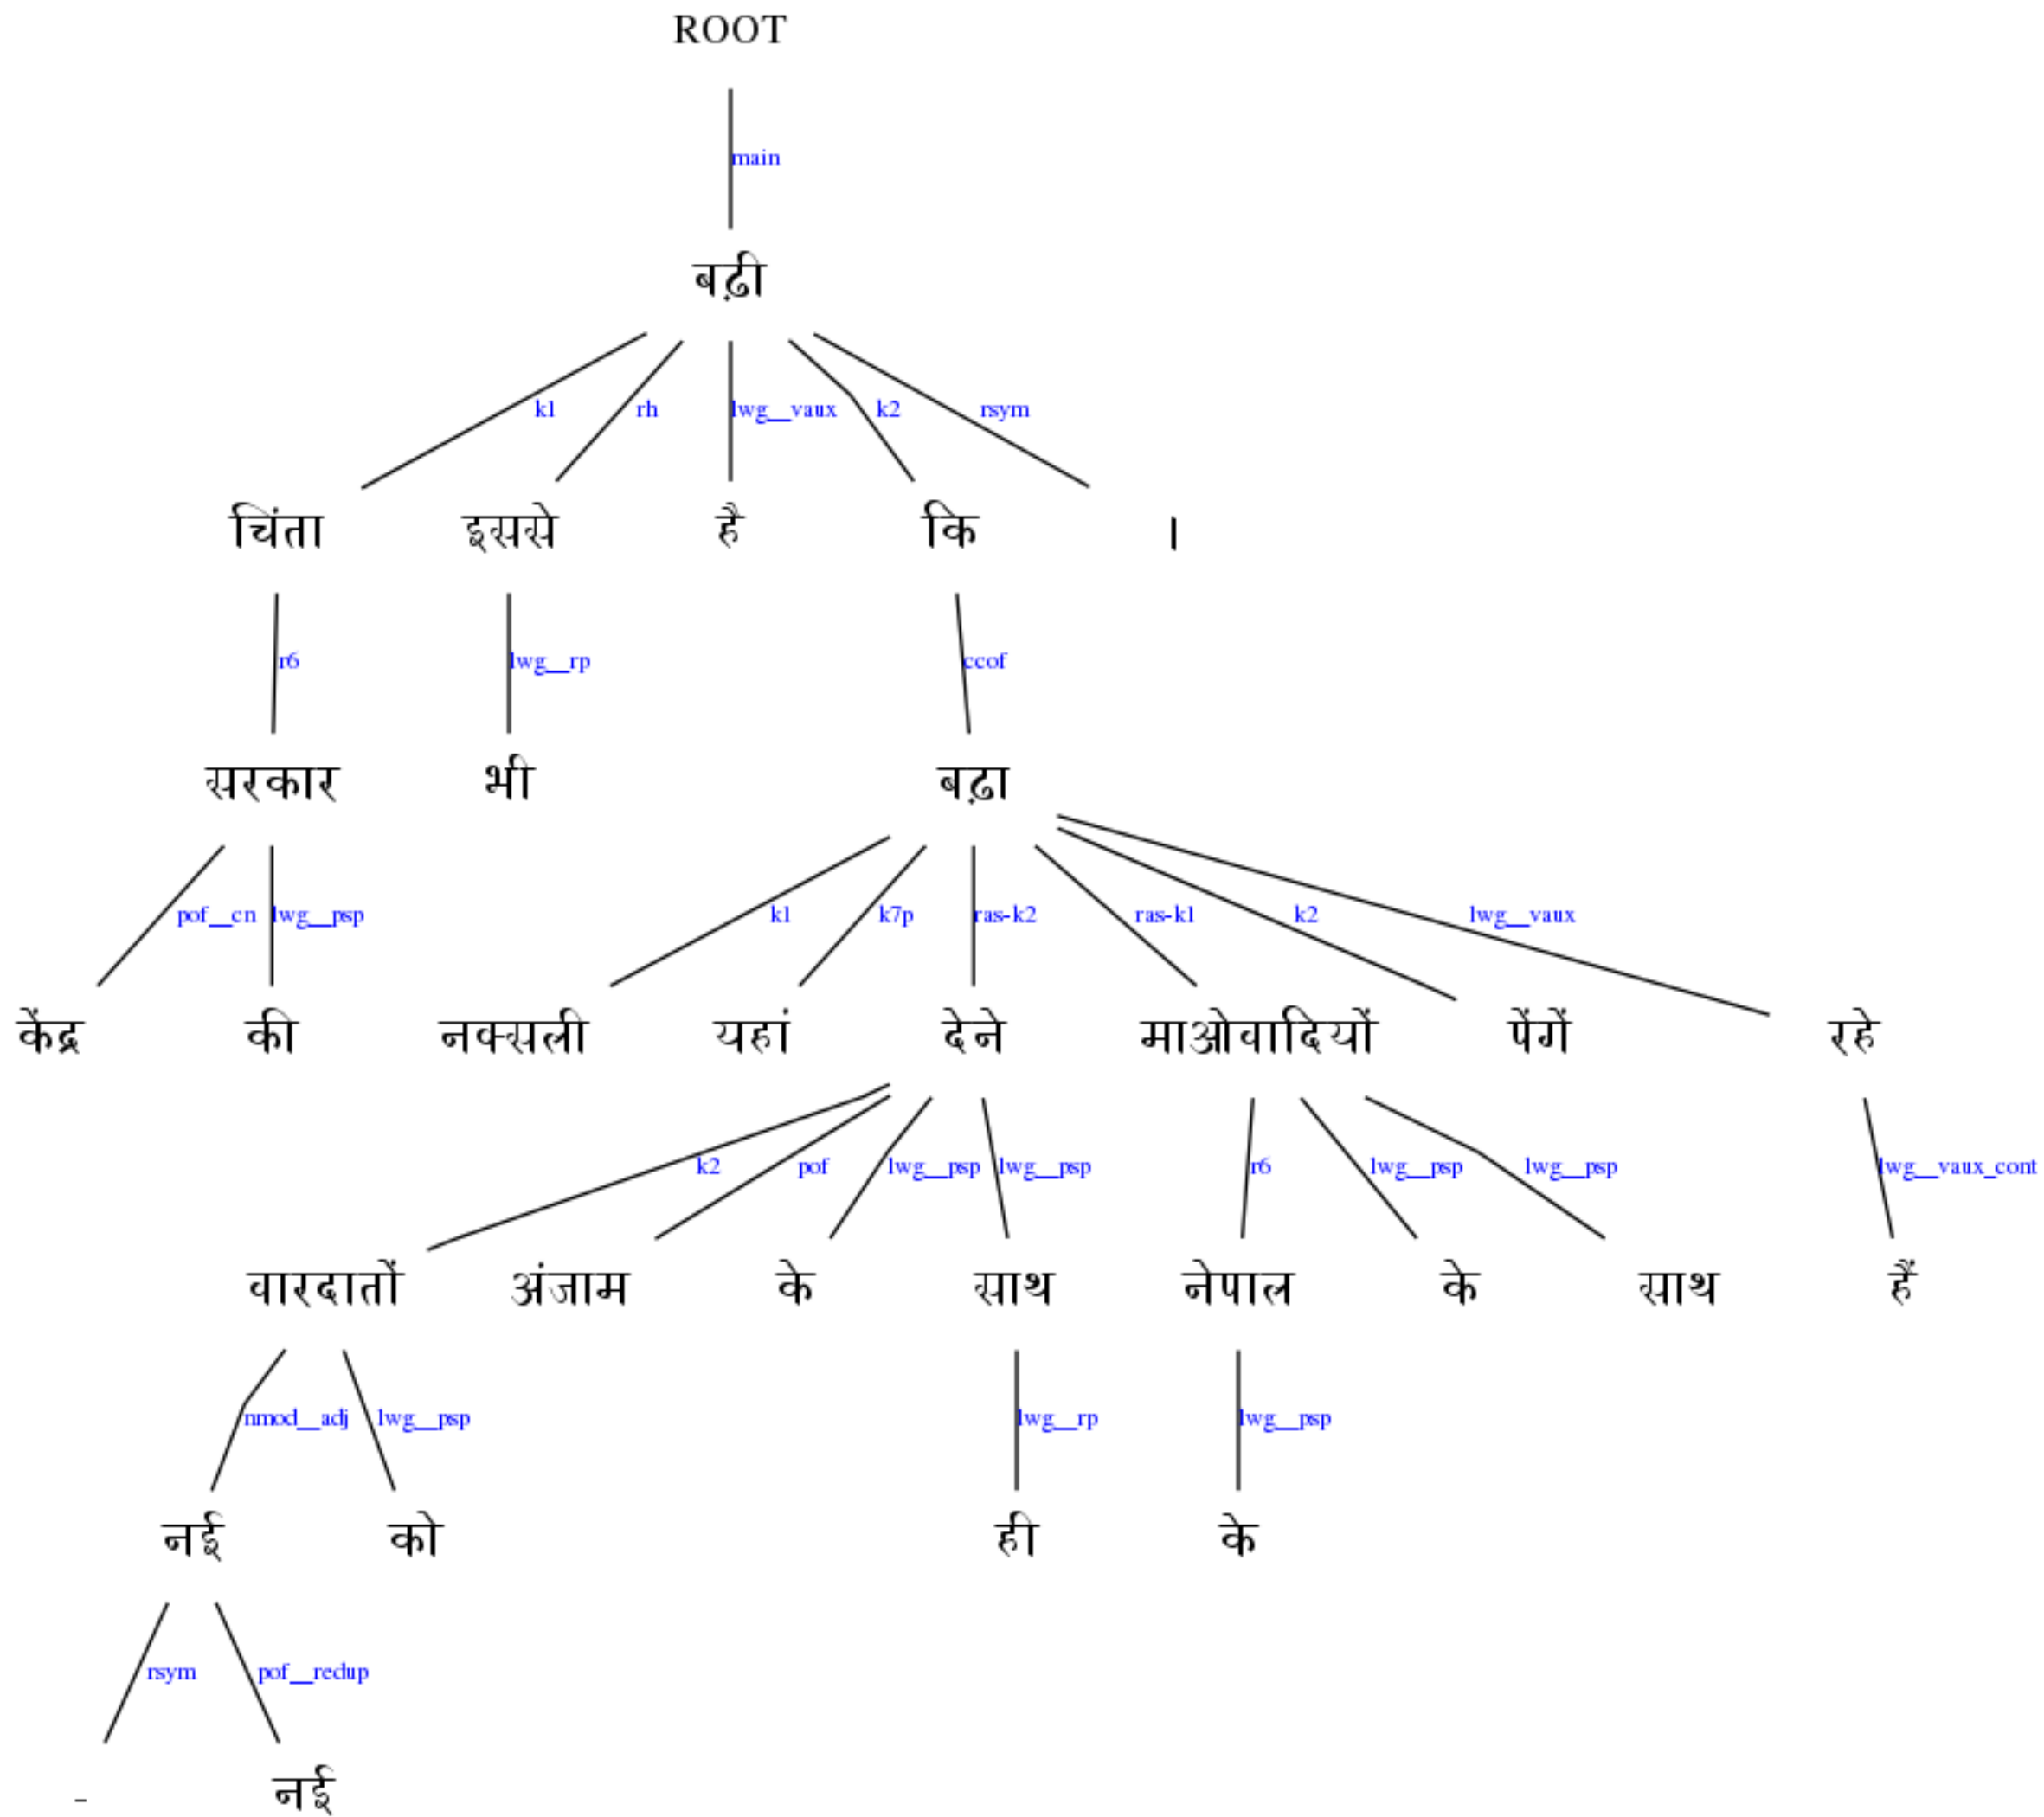 ROOT
main
बढ़ी
k1 rh lwg__vaux k2 rsym
चिंता इससे है कि ।
r6 lwg__rp ccof
सरकार भी बढ़ा
pof__cn lwg__psp k1 k7p ras-k2 ras-k1 k2 lwg__vaux
केंद्र की नक्सली यहां देने माओवादियों पेंगें रहे
k2 pof lwg__psp lwg__psp r6 lwg__psp lwg__psp lwg__vaux_cont
वारदातों अंजाम के साथ नेपाल के साथ हैं
nmod__adj lwg__psp lwg__rp lwg__psp
नई को ही के
rsym pof__redup
- नई